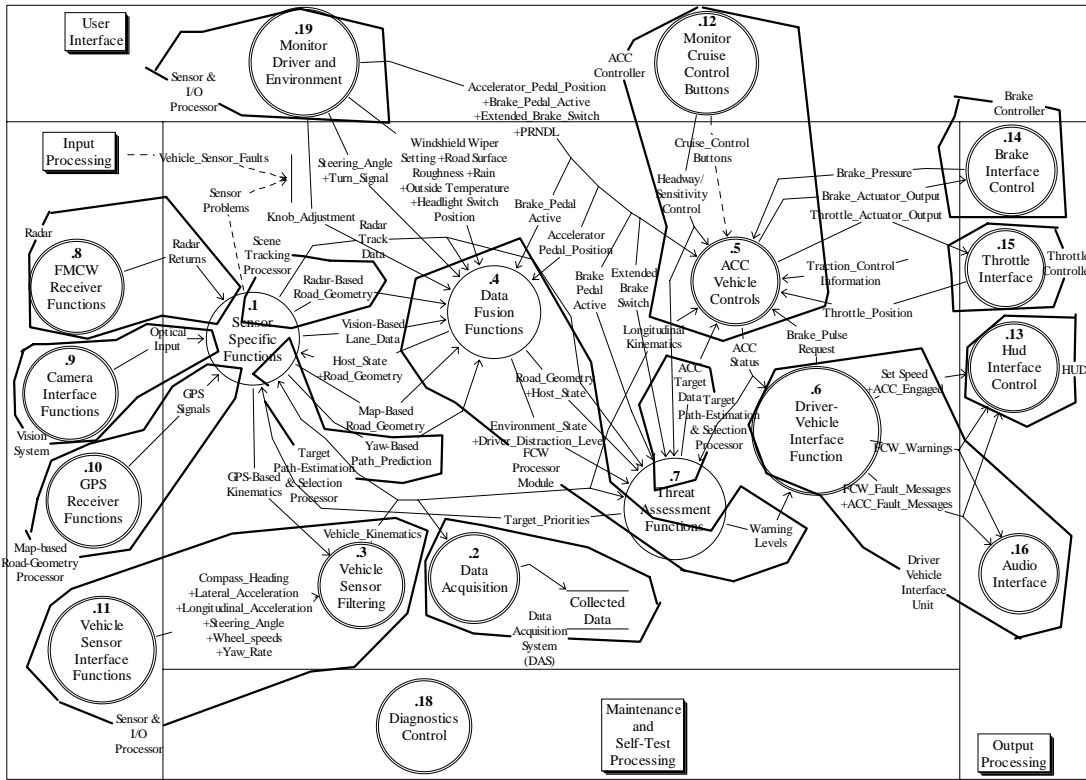 User
Interface
.19
Monitor
Driver and
Environment
Sensor &
I/O
Processor
.12
Monitor
Cruise
Control
Buttons
ACC
Controller
Accelerator_Pedal_Position
+Brake_Pedal_Active
+Extended_Brake_Switch
+PRNDL
Brake
Controller
.14
Brake
Interface
Control
Input
Processing
Vehicle_Sensor_Faults
Sensor
Problems
Knob_Adjustment
Steering_Angle
+Turn_Signal
Windshield Wiper
Setting +Road Surface
Roughness +Rain
+Outside Temperature
+Headlight Switch
Position
Brake_Pedal
Active
Accelerator
Pedal_Position
Cruise_Control
Buttons
Headway/
Sensitivity
Control
Brake_Pressure
Brake_Actuator_Output
Throttle_Actuator_Output
Radar
.8
FMCW
Receiver
Functions
Radar
Returns
Scene
Tracking
Processor
Radar
Track
Data
.1
Sensor
Specific
Functions
Radar-Based
Road_Geometry
Vision-Based
Lane_Data
Host_State
+Road_Geometry
Map-Based
Road_Geometry
Yaw-Based
Path_Prediction
.4
Data
Fusion
Functions
Brake
Pedal
Active
Extended
Brake
Switch
Longitudinal
Kinematics
.5
ACC
Vehicle
Controls
Traction_Control
Information
Throttle_Position
.15
Throttle
Interface
Throttle
Controller
Brake_Pulse
Request
ACC
Status
.9
Camera
Interface
Functions
Optical
Input
Vision
System
GPS
Signals
.10
GPS
Receiver
Functions
Map-based
Road-Geometry
Processor
GPS-Based
Kinematics
Target
Path-Estimation
& Selection
Processor
Road_Geometry
+Host_State
Environment_State
+Driver_Distraction_Level
FCW
Processor
Module
ACC
Target
Data
Target
Path-Estimation
& Selection
Processor
.6
Driver-
Vehicle
Interface
Function
Set Speed
+ACC_Engaged
.13
Hud
Interface
Control
HUD
FCW_Warnings
FCW_Fault_Messages
+ACC_Fault_Messages
.7
Threat
Assessment
Functions
Target_Priorities
Warning
Levels
Vehicle_Kinematics
.3
Vehicle
Sensor
Filtering
.2
Data
Acquisition
Collected
Data
Data
Acquisition
System
(DAS)
Driver
Vehicle
Interface
Unit
.16
Audio
Interface
.11
Vehicle
Sensor
Interface
Functions
Compass_Heading
+Lateral_Acceleration
+Longitudinal_Acceleration
+Steering_Angle
+Wheel_speeds
+Yaw_Rate
Sensor &
I/O
Processor
.18
Diagnostics
Control
Maintenance
and
Self-Test
Processing
Output
Processing